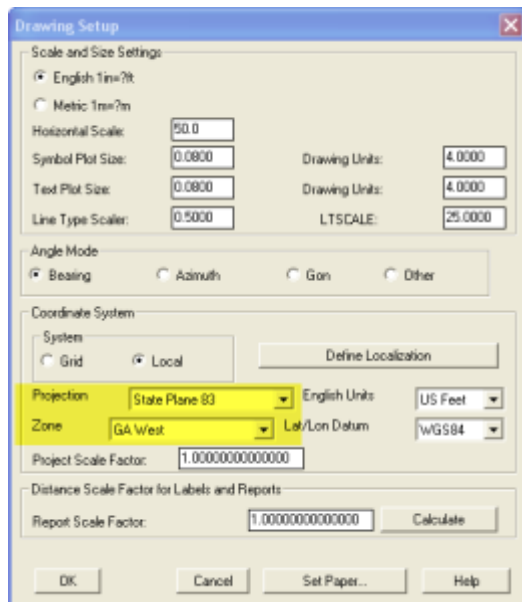 Drawing Setup
Scale and Size Settings
English 1in=?ft
Metric 1m=?m
Horizontal Scale: 50.0
Symbol Plot Size: 0.0800 Drawing Units: 4.0000
Text Plot Size: 0.0800 Drawing Units: 4.0000
Line Type Scaler: 0.5000 LTSCALE: 25.0000
Angle Mode
Bearing Azimuth Gon Other
Coordinate System
System
Grid Local Define Localization
Projection State Plane 83 English Units US Feet
Zone GA West Lat/Lon Datum WGS84
Project Scale Factor: 1.00000000000000
Distance Scale Factor for Labels and Reports
Report Scale Factor: 1.00000000000000 Calculate
OK Cancel Set Paper... Help